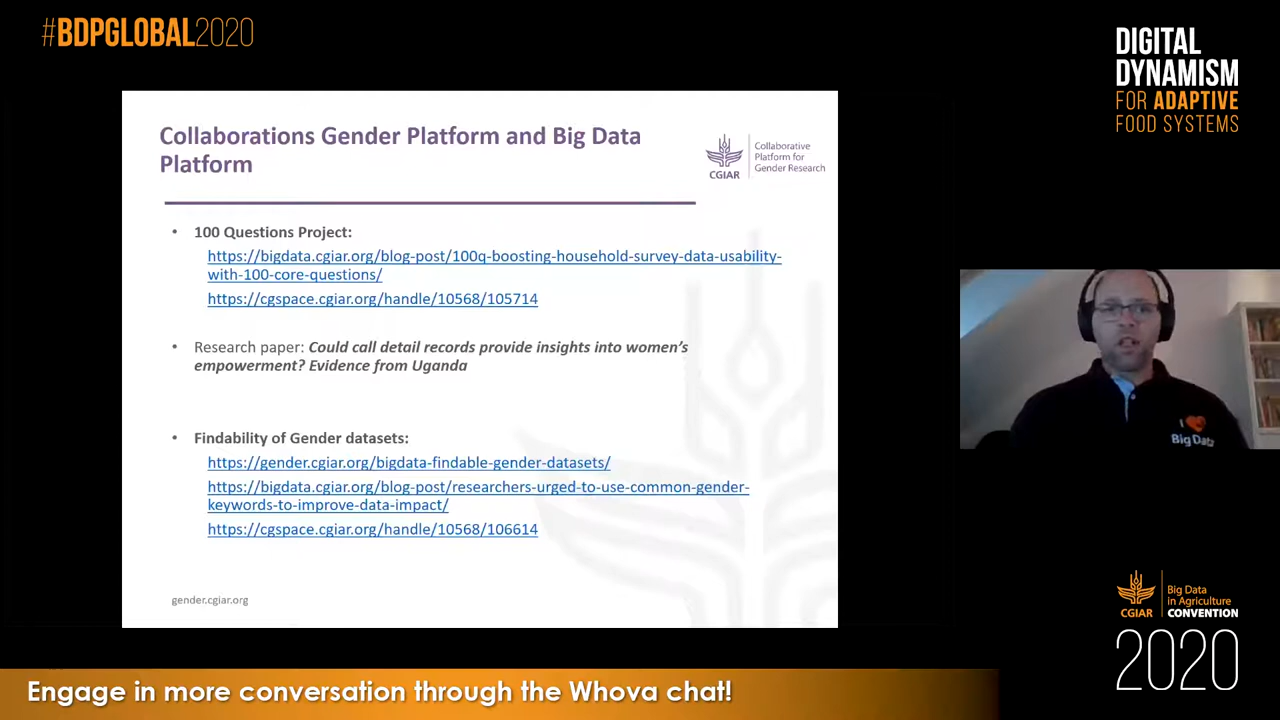 #BDPGLOBAL2020
DIGITAL
DYNAMISM
FOR ADAPTIVE
FOOD SYSTEMS
Collaborations Gender Platform and Big Data
Platform
CGIAR
Collaborative
Platform for
Gender Research
• 100 Questions Project:
https://bigdata.cgiar.org/blog-post/100q-boosting-household-survey-data-usability-
with-100-core-questions/
https://cgspace.cgiar.org/handle/10568/105714
• Research paper: Could call detail records provide insights into women's
empowerment? Evidence from Uganda
• Findability of Gender datasets:
https://gender.cgiar.org/bigdata-findable-gender-datasets/
https://bigdata.cgiar.org/blog-post/researchers-urged-to-use-common-gender-
keywords-to-improve-data-impact/
https://cgspace.cgiar.org/handle/10568/106614
gender.cgiar.org
I
Big Data
CGIAR
Big Data
in Agriculture
CONVENTION
2020
Engage in more conversation through the Whova chat!